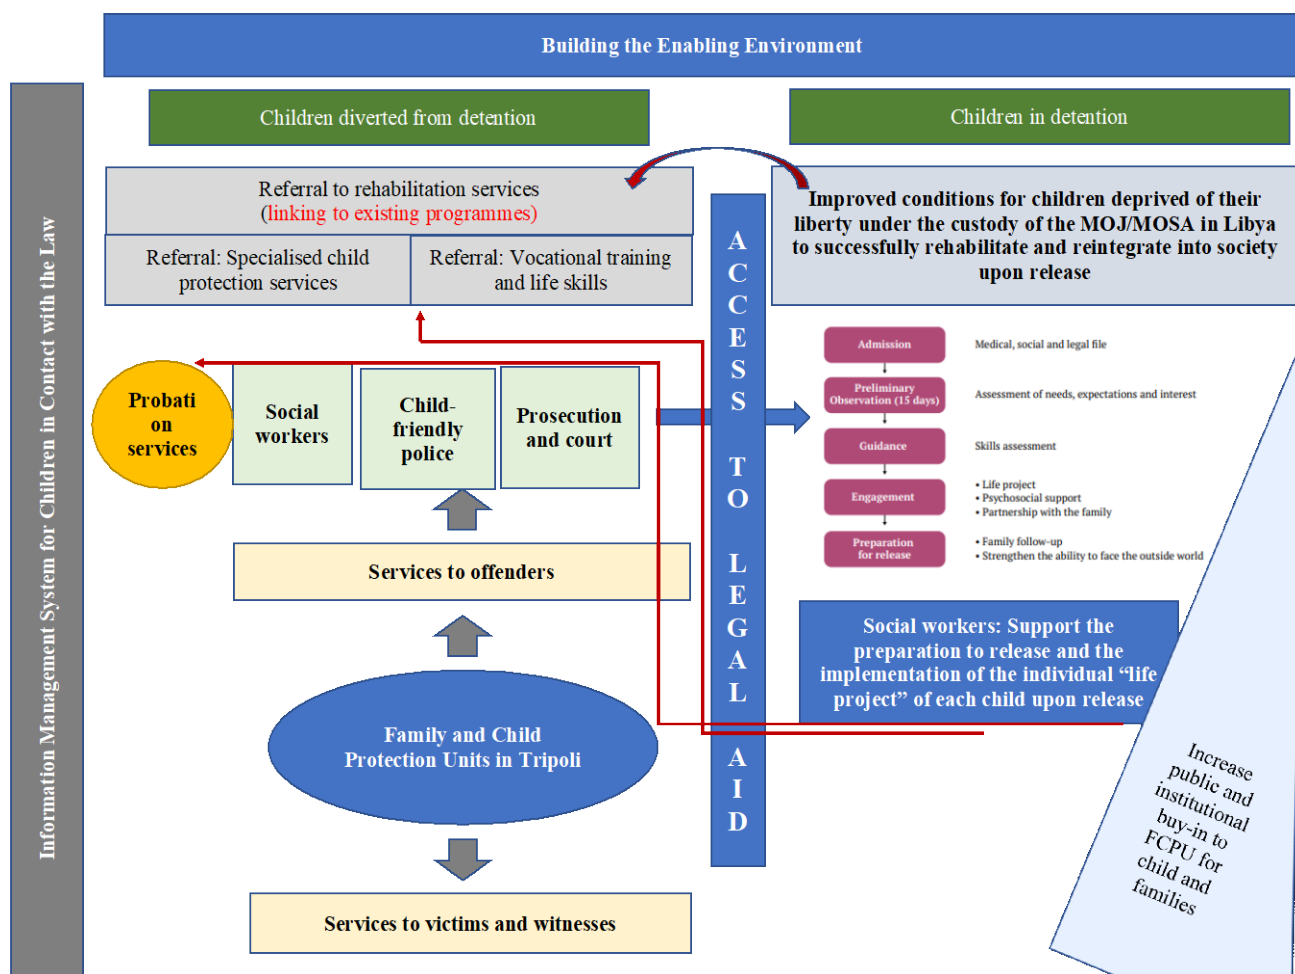 Building the Enabling Environment
Information Management System for Children in Contact with the Law
Children diverted from detention
Children in detention
Referral to rehabilitation services
(linking to existing programmes)
Referral: Specialised child
protection services
Referral: Vocational training
and life skills
ACCESS TO LEGAL AID
Improved conditions for children deprived of their
liberty under the custody of the MOJ/MOSA in Libya
to successfully rehabilitate and reintegrate into society
upon release
Probati
on
services
Social
workers
Child-
friendly
police
Prosecution
and court
Admission
Medical, social and legal file
Preliminary
Observation (15 days)
Assessment of needs, expectations and interest
Guidance
Skills assessment
Engagement
• Life project
• Psychosocial support
• Partnership with the family
Preparation
for release
• Family follow-up
• Strengthen the ability to face the outside world
Services to offenders
Social workers: Support the
preparation to release and the
implementation of the individual “life
project” of each child upon release
Family and Child
Protection Units in Tripoli
Increase
public and
institutional
buy-in to
FCPU for
child and
families
Services to victims and witnesses